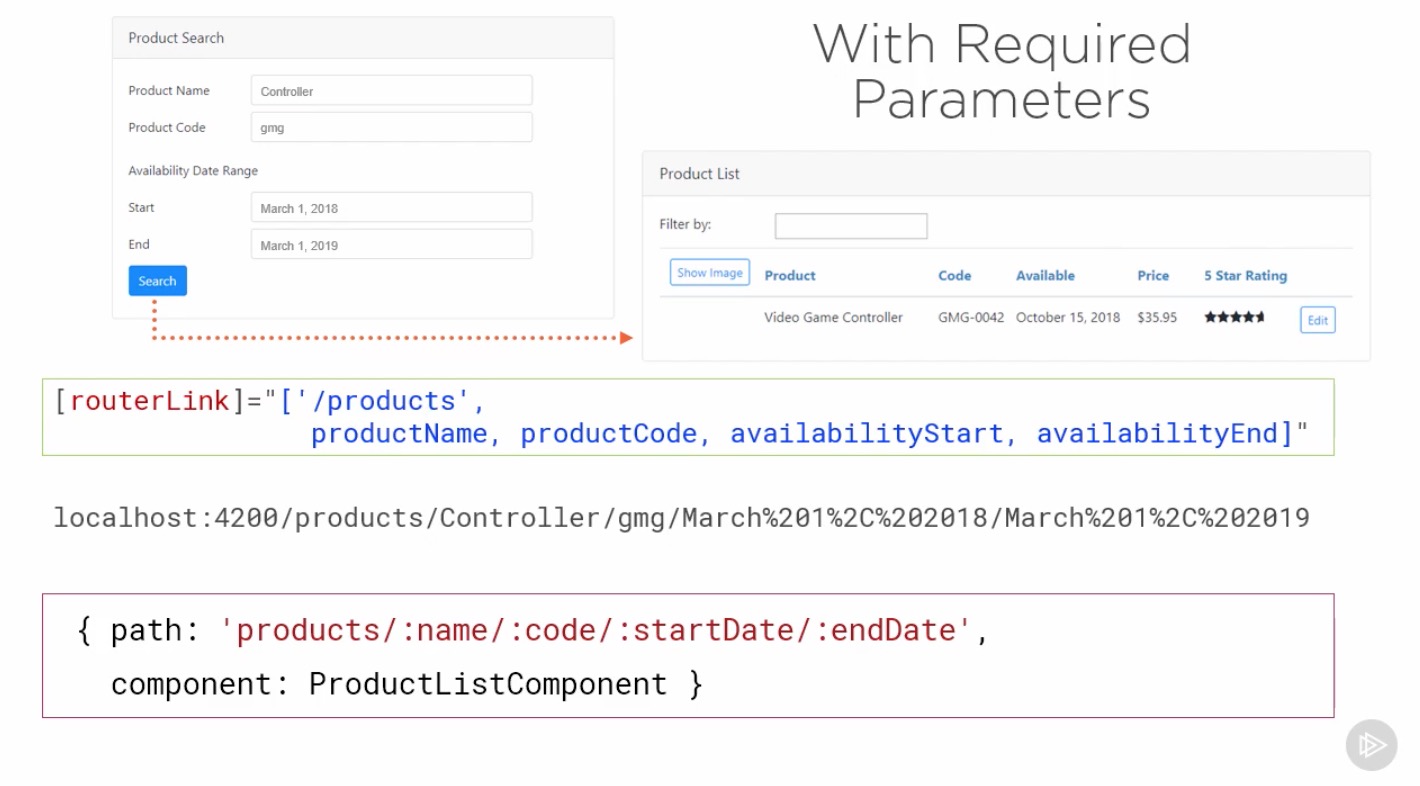 Product Search
Product Name Controller
Product Code gmg
Availability Date Range
Start March 1, 2018
End March 1, 2019
Search
With Required
Parameters
Product List
Filter by:
Show Image Product Code Available Price 5 Star Rating
Video Game Controller GMG-0042 October 15, 2018 $35.95 Edit
[routerLink]="['/products',
productName, productCode, availabilityStart, availabilityEnd]"
localhost:4200/products/Controller/gmg/March%201%2C%202018/March%201%2C%202019
{ path: 'products/:name/:code/:startDate/:endDate',
component: ProductListComponent }